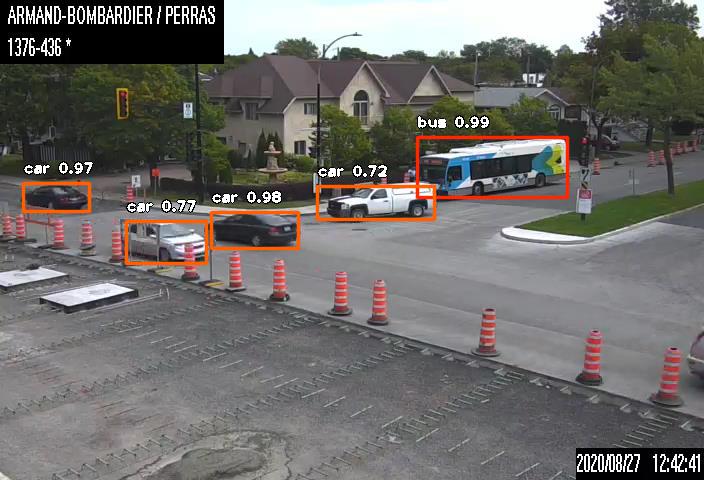 ARMAND-BOMBARDIER / PERRAS
1376-436 *
bus 0.99
car 0.97
car 0.72
car 0.98
car 0.77
2020/08/27 12:42:41